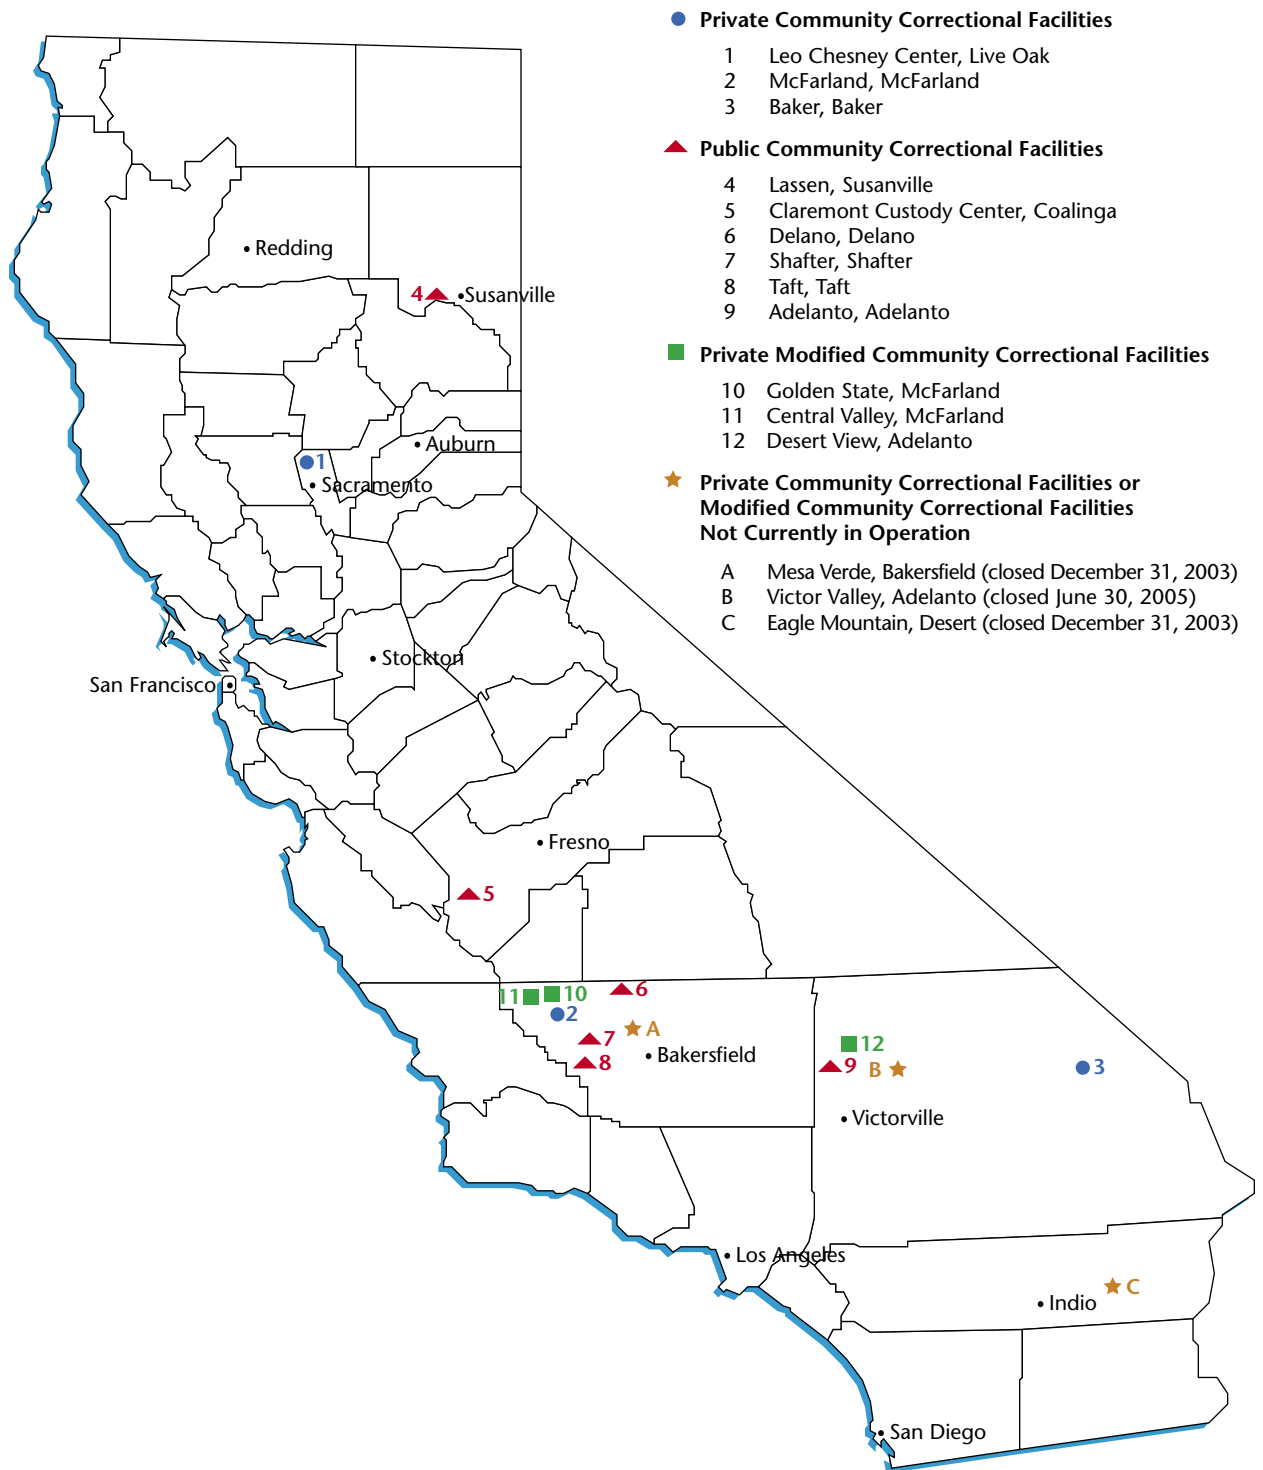 Private Community Correctional Facilities
1 Leo Chesney Center, Live Oak
2 McFarland, McFarland
3 Baker, Baker
Public Community Correctional Facilities
4 Lassen, Susanville
5 Claremont Custody Center, Coalinga
6 Delano, Delano
7 Shafter, Shafter
8 Taft, Taft
9 Adelanto, Adelanto
Private Modified Community Correctional Facilities
10 Golden State, McFarland
11 Central Valley, McFarland
12 Desert View, Adelanto
Private Community Correctional Facilities or
Modified Community Correctional Facilities
Not Currently in Operation
A Mesa Verde, Bakersfield (closed December 31, 2003)
B Victor Valley, Adelanto (closed June 30, 2005)
C Eagle Mountain, Desert (closed December 31, 2003)
Redding
4
Susanville
Auburn
1
Sacramento
Stockton
San Francisco
Fresno
5
6
11
10
2
A
7
8
Bakersfield
12
9
B
3
Victorville
Los Angeles
C
Indio
San Diego